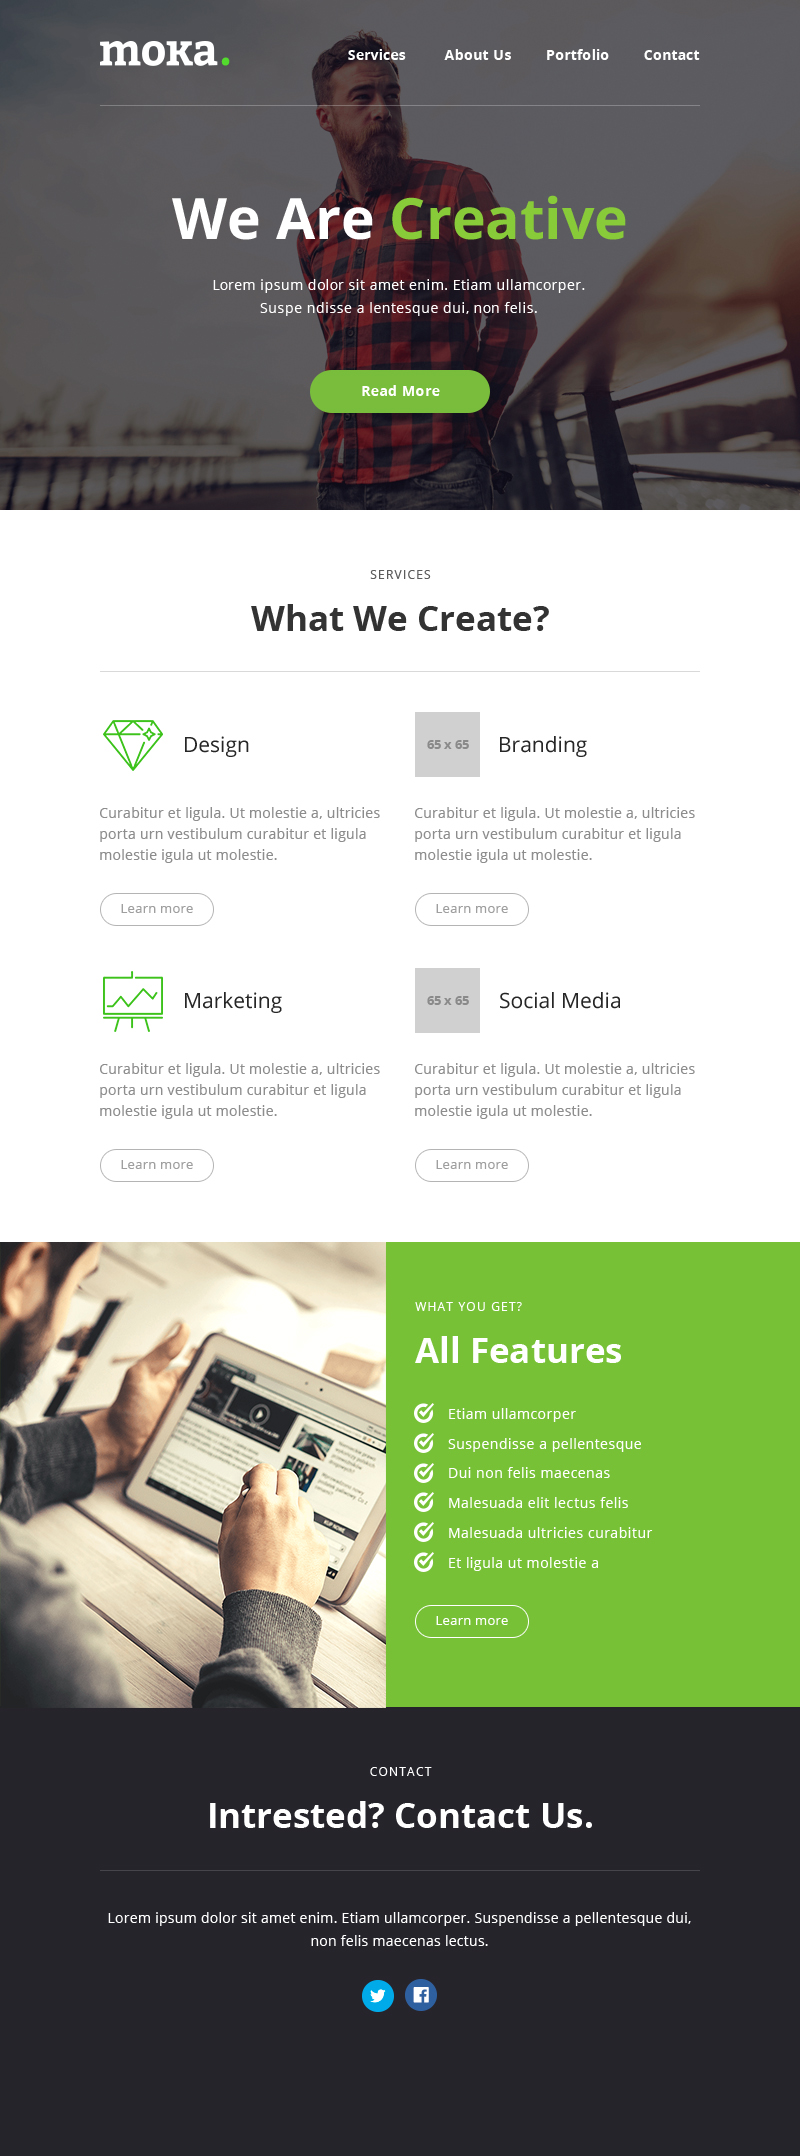 moka.
Services About Us Portfolio Contact
We Are Creative
Lorem ipsum dolor sit amet enim. Etiam ullamcorper.
Suspe ndisse a lentesque dui, non felis.
Read More
SERVICES
What We Create?
Design
Curabitur et ligula. Ut molestie a, ultricies
porta urn vestibulum curabitur et ligula
molestie igula ut molestie.
Learn more
65 x 65
Branding
Curabitur et ligula. Ut molestie a, ultricies
porta urn vestibulum curabitur et ligula
molestie igula ut molestie.
Learn more
Marketing
Curabitur et ligula. Ut molestie a, ultricies
porta urn vestibulum curabitur et ligula
molestie igula ut molestie.
Learn more
65 x 65
Social Media
Curabitur et ligula. Ut molestie a, ultricies
porta urn vestibulum curabitur et ligula
molestie igula ut molestie.
Learn more
WHAT YOU GET?
All Features
Etiam ullamcorper
Suspendisse a pellentesque
Dui non felis maecenas
Malesuada elit lectus felis
Malesuada ultricies curabitur
Et ligula ut molestie a
Learn more
CONTACT
Intrested? Contact Us.
Lorem ipsum dolor sit amet enim. Etiam ullamcorper. Suspendisse a pellentesque dui,
non felis maecenas lectus.